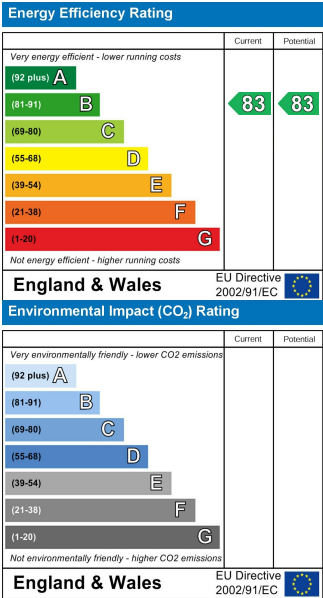 Energy Efficiency Rating
Current Potential
Very energy efficient - lower running costs
(92 plus) A
(81-91) B 83 83
(69-80) C
(55-68) D
(39-54) E
(21-38) F
(1-20) G
Not energy efficient - higher running costs
England & Wales EU Directive 2002/91/EC
Environmental Impact (CO₂) Rating
Current Potential
Very environmentally friendly - lower CO2 emissions
(92 plus) A
(81-91) B
(69-80) C
(55-68) D
(39-54) E
(21-38) F
(1-20) G
Not environmentally friendly - higher CO2 emissions
England & Wales EU Directive 2002/91/EC